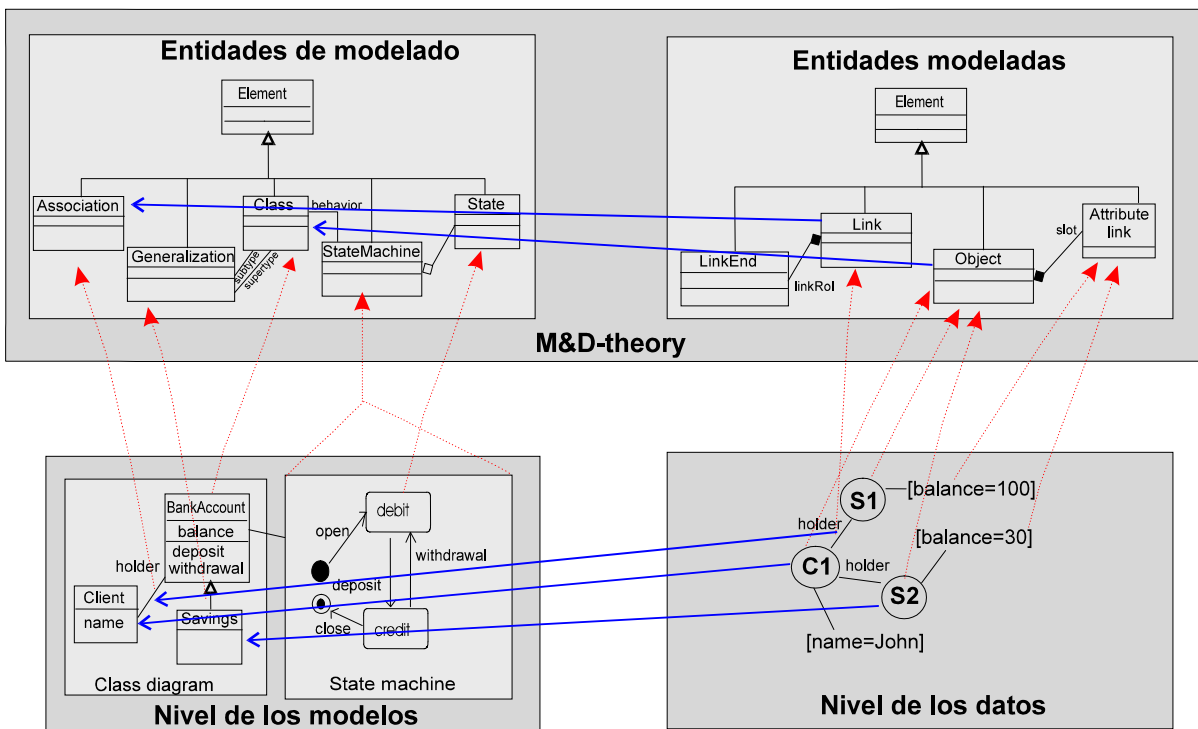 Entidades de modelado
Element
Association
Class
behavior
State
Generalization
subtype
supertype
StateMachine
Entidades modeladas
Element
Link
Attribute
link
slot
LinkEnd
linkRol
Object
M&D-theory
BankAccount
balance
deposit
withdrawal
holder
Client
name
Savings
Class diagram
debit
open
withdrawal
deposit
close
credit
State machine
Nivel de los modelos
S1
[balance=100]
holder
[balance=30]
C1
holder
S2
[name=John]
Nivel de los datos